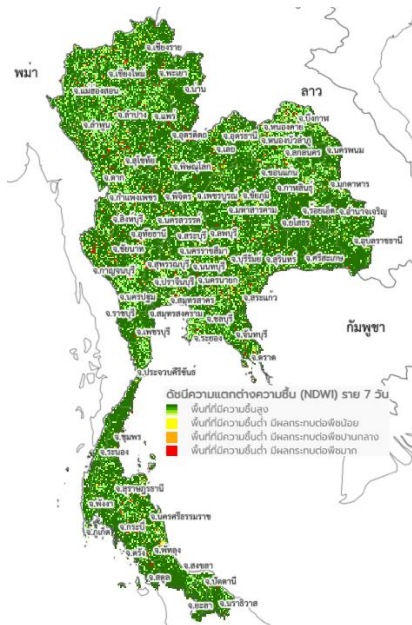 จ.เชียงราย
พม่า
จ.เชียงใหม่ จ.พะเยา
ลาว
จ.แม่ฮ่องสอน จ.น่าน
จ.ลำปาง จ.แพร่
จ.บึงกาฬ
จ.ลำพูน
จ.อุตรดิตถ์ จ.อุดรธานี จ.หนองคาย
จ.หนองบัวลำภู
จ.เลย จ.สกลนคร จ.นครพนม
จ.สุโขทัย จ.พิษณุโลก
จ.ขอนแก่น
จ.ตาก
จ.กาฬสินธุ์ จ.มุกดาหาร
จ.กำแพงเพชร จ.พิจิตร จ.เพชรบูรณ์ จ.ชัยภูมิ
จ.มหาสารคาม จ.ร้อยเอ็ด จ.อำนาจเจริญ
จ.สิงห์บุรี จ.นครสวรรค์
จ.ยโสธร
จ.อุทัยธานี จ.สระบุรี จ.ลพบุรี
จ.อุบลราชธานี
จ.ชัยนาท จ.นครราชสีมา
จ.บุรีรัมย์ จ.สุรินทร์ จ.ศรีสะเกษ
จ.กาญจนบุรี จ.สุพรรณบุรี จ.นนทบุรี
จ.ปราจีนบุรี จ.นครนายก
จ.นครปฐม จ.สมุทรสาคร จ.สระแก้ว
จ.ราชบุรี จ.สมุทรสงคราม จ.ชลบุรี
กัมพูชา
จ.เพชรบุรี จ.ระยอง จ.จันทบุรี
จ.ตราด
จ.ประจวบคีรีขันธ์
ดัชนีความแตกต่างความชื้น (NDWI) ราย 7 วัน
พื้นที่ที่มีความชื้นสูง
พื้นที่ที่มีความชื้นต่ำ มีผลกระทบต่อพืชน้อย
พื้นที่ที่มีความชื้นต่ำ มีผลกระทบต่อพืชปานกลาง
พื้นที่ที่มีความชื้นต่ำ มีผลกระทบต่อพืชมาก
จ.ชุมพร
จ.ระนอง
จ.สุราษฎร์ธานี
จ.พังงา
จ.นครศรีธรรมราช
จ.ภูเก็ต จ.กระบี่
จ.ตรัง จ.พัทลุง
จ.สงขลา
จ.สตูล จ.ปัตตานี
จ.ยะลา จ.นราธิวาส